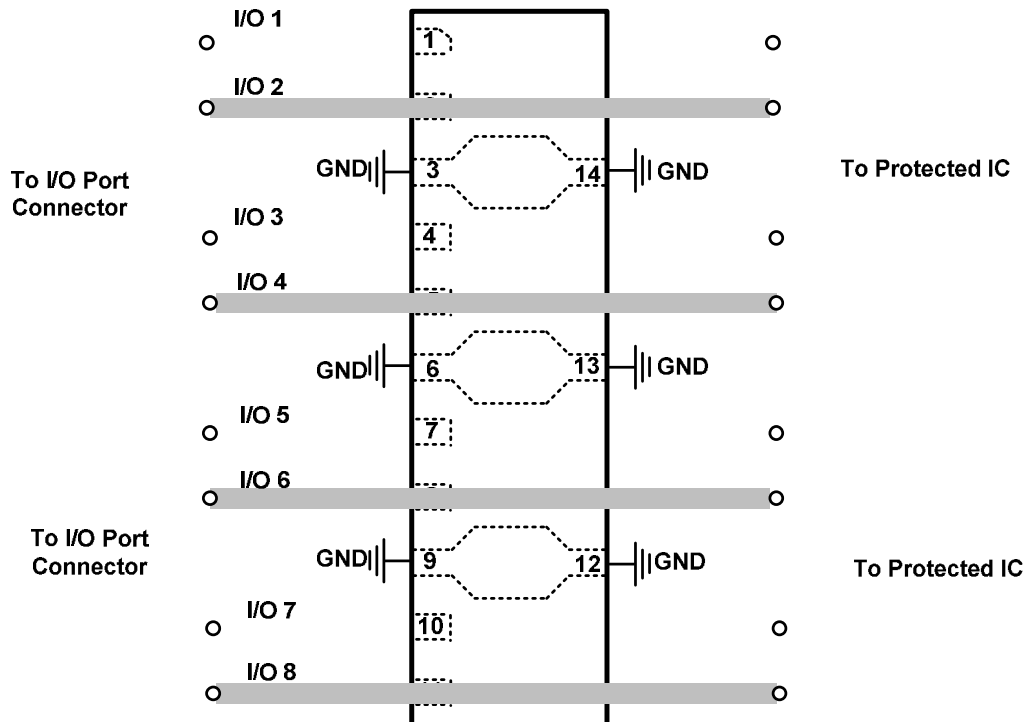 I/O 1
1
I/O 2
GND 3 14 GND
To I/O Port
Connector
To Protected IC
I/O 3
4
I/O 4
GND 6 13 GND
I/O 5
7
I/O 6
To I/O Port
Connector
GND 9 12 GND
To Protected IC
I/O 7
10
I/O 8